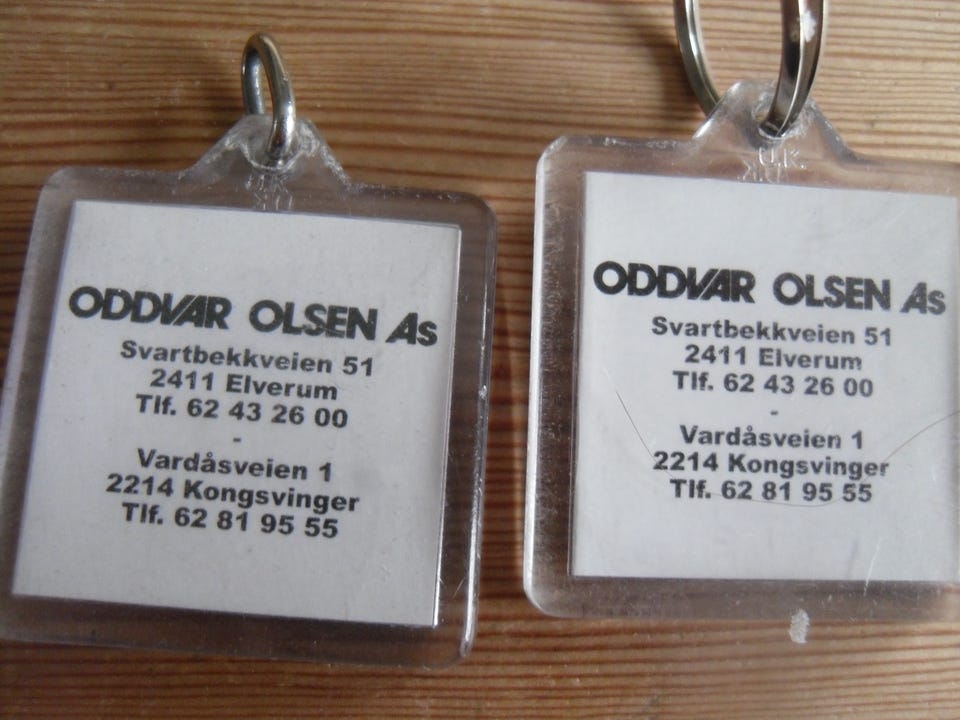 ODDVAR OLSEN As
Svartbekkveien 51
2411 Elverum
Tlf. 62 43 26 00
-
Vardåsveien 1
2214 Kongsvinger
Tlf. 62 81 95 55
U.K.
ODDVAR OLSEN As
Svartbekkveien 51
2411 Elverum
Tlf. 62 43 26 00
-
Vardåsveien 1
2214 Kongsvinger
Tlf. 62 81 95 55